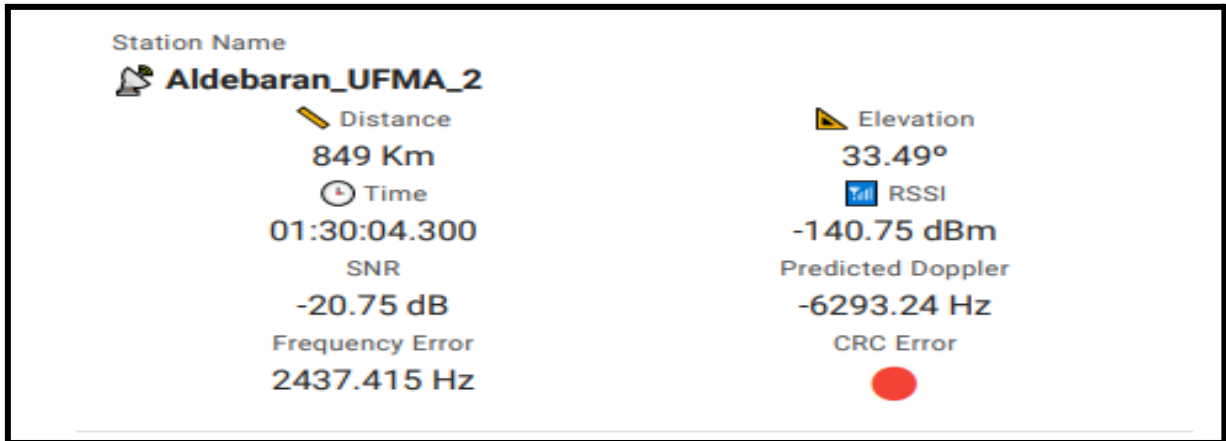 Station Name
Aldebaran_UFMA_2
Distance Elevation
849 Km 33.49º
Time RSSI
01:30:04.300 -140.75 dBm
SNR Predicted Doppler
-20.75 dB -6293.24 Hz
Frequency Error CRC Error
2437.415 Hz